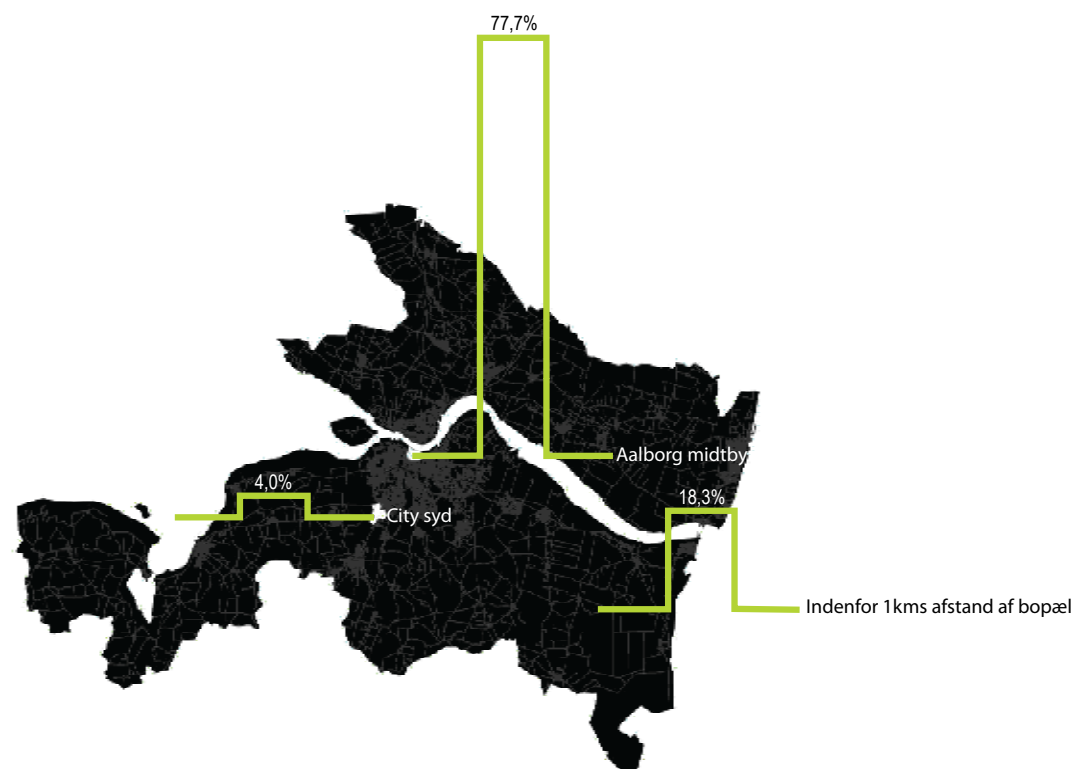 77,7%
Aalborg midtby
4,0%
18,3%
City syd
Indenfor 1kms afstand af bopæl